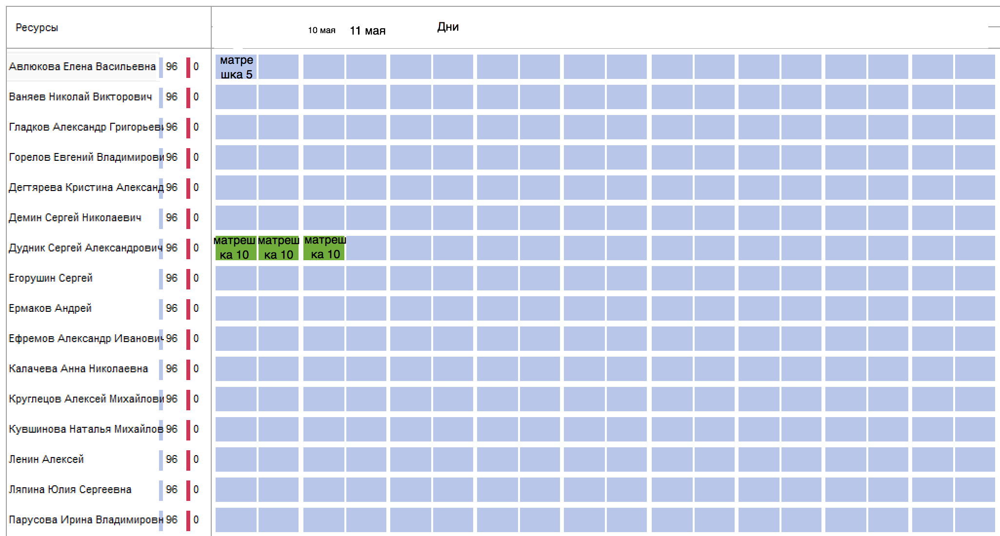 Ресурсы
10 мая 11 мая Дни
Авлюкова Елена Васильевна 96 0 матре
шка 5
Ваняев Николай Викторович 96 0
Гладков Александр Григорьеви 96 0
Горелов Евгений Владимирови 96 0
Дегтярева Кристина Александ 96 0
Демин Сергей Николаевич 96 0
Дудник Сергей Александрович 96 0 матреш матреш матреш
ка 10 ка 10 ка 10
Егорушин Сергей 96 0
Ермаков Андрей 96 0
Ефремов Александр Иванович 96 0
Калачева Анна Николаевна 96 0
Круглецов Алексей Михайлови 96 0
Кувшинова Наталья Михайлов 96 0
Ленин Алексей 96 0
Ляпина Юлия Сергеевна 96 0
Парусова Ирина Владимировн 96 0